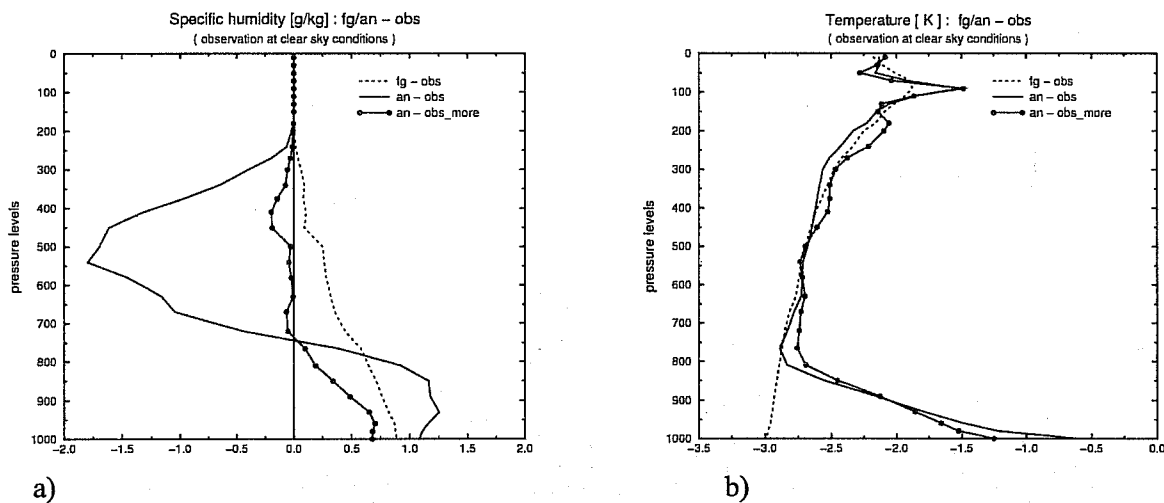 Specific humidity [g/kg] : fg/an − obs
( observation at clear sky conditions )
0
100
200
300
400
500
600
700
800
900
1000
pressure levels
fg − obs
an − obs
an − obs_more
−2.0
−1.5
−1.0
−0.5
0.0
0.5
1.0
1.5
2.0
a)
Temperature [ K ] : fg/an − obs
( observation at clear sky conditions )
0
100
200
300
400
500
600
700
800
900
1000
pressure levels
fg − obs
an − obs
an − obs_more
−3.5
−3.0
−2.5
−2.0
−1.5
−1.0
−0.5
0.0
b)